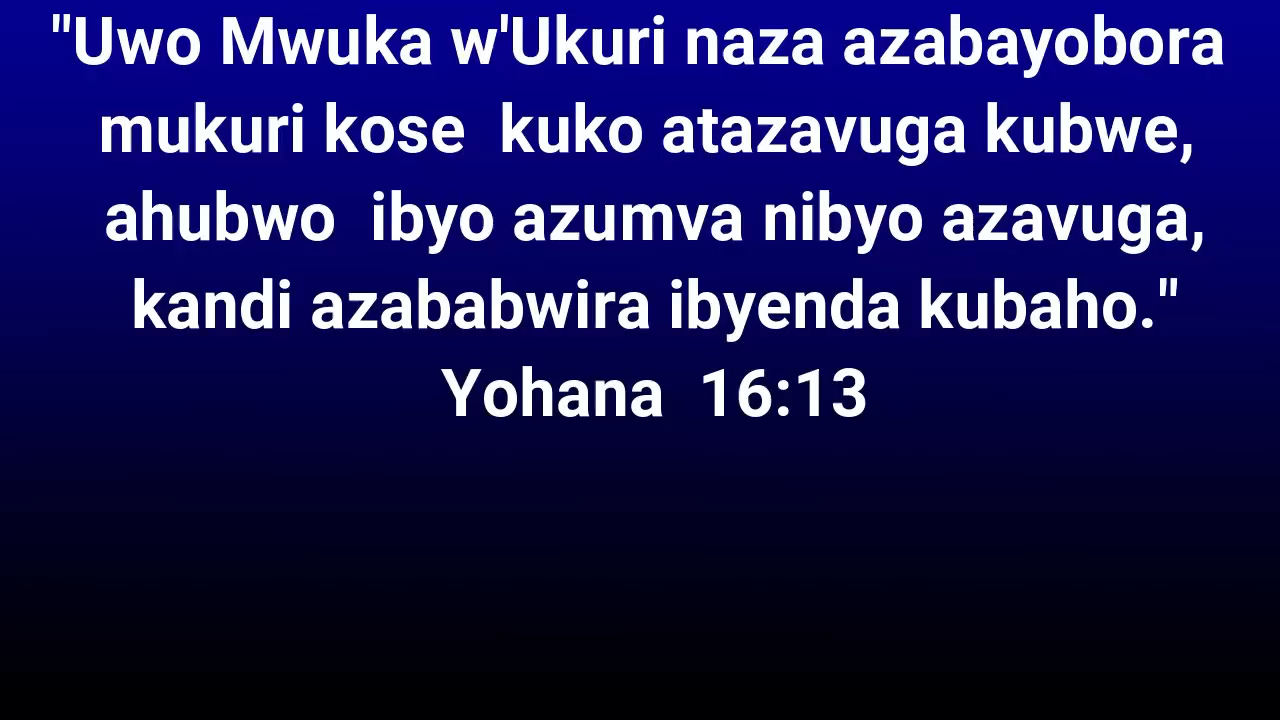 "Uwo Mwuka w'Ukuri naza azabayobora
mukuri kose  kuko atazavuga kubwe,
ahubwo  ibyo azumva nibyo azavuga,
kandi azababwira ibyenda kubaho."
Yohana  16:13